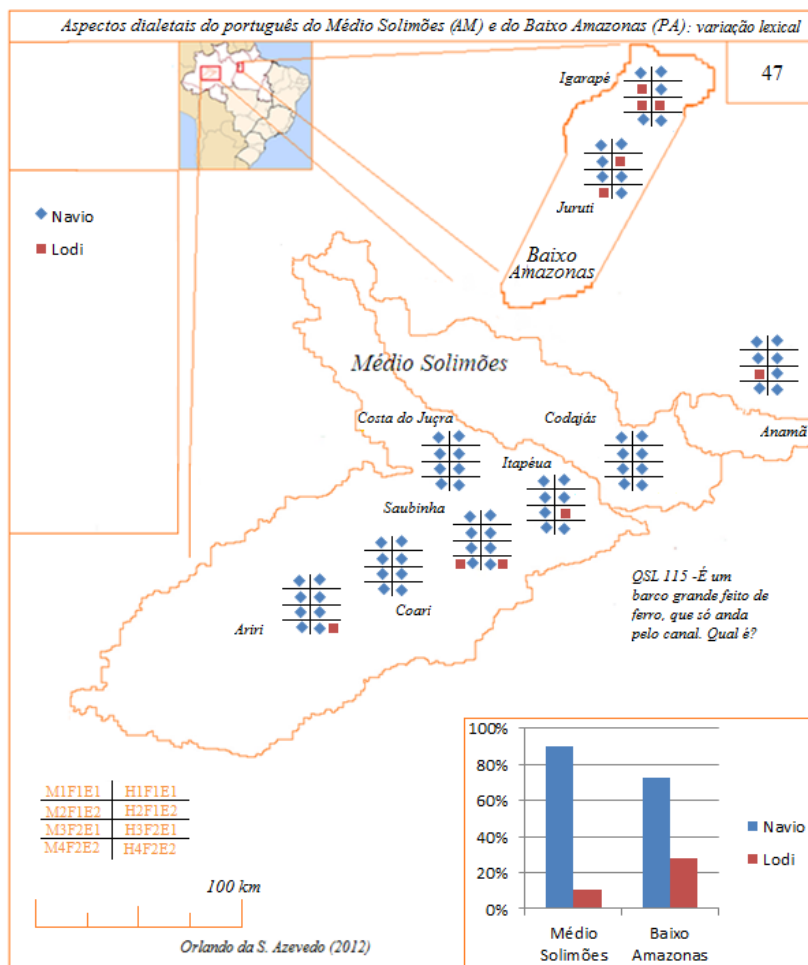 Aspectos dialetais do português do Médio Solimões (AM) e do Baixo Amazonas (PA): variação lexical
47
Igarapé
Navio
Lodi
Juruti
Baixo
Amazonas
Médio Solimões
Costa do Juçra
Codajás
Anamã
Itapéua
Saubinha
Coari
Ariri
QSL 115 -É um
barco grande feito de
ferro, que só anda
pelo canal. Qual é?
M1F1E1 H1F1E1
M2F1E2 H2F1E2
M3F2E1 H3F2E1
M4F2E2 H4F2E2
100 km
Orlando da S. Azevedo (2012)
100%
80%
60%
40%
20%
0%
Médio
Solimões
Baixo
Amazonas
Navio
Lodi